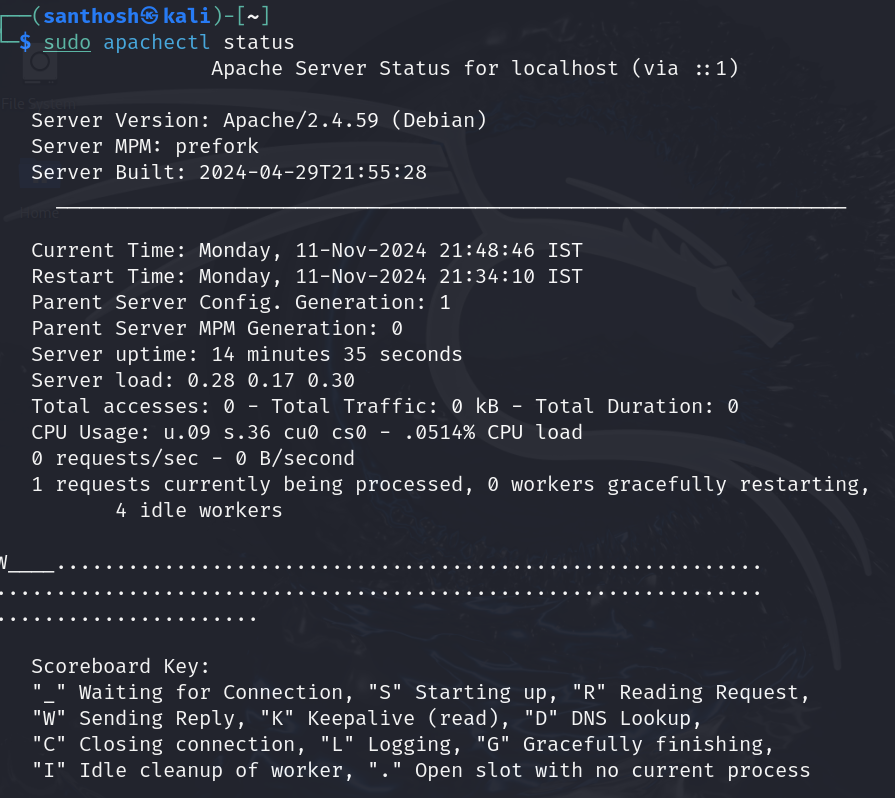 ┌──(santhosh㉿kali)-[~]
└─$ sudo apachectl status
Apache Server Status for localhost (via ::1)
File System
Server Version: Apache/2.4.59 (Debian)
Server MPM: prefork
Server Built: 2024-04-29T21:55:28
Home
__________________________________________________________________
Current Time: Monday, 11-Nov-2024 21:48:46 IST
Restart Time: Monday, 11-Nov-2024 21:34:10 IST
Parent Server Config. Generation: 1
Parent Server MPM Generation: 0
Server uptime: 14 minutes 35 seconds
Server load: 0.28 0.17 0.30
Total accesses: 0 - Total Traffic: 0 kB - Total Duration: 0
CPU Usage: u.09 s.36 cu0 cs0 - .0514% CPU load
0 requests/sec - 0 B/second
1 requests currently being processed, 0 workers gracefully restarting,
4 idle workers
W____...........................................................
................................................................
......................
Scoreboard Key:
"_" Waiting for Connection, "S" Starting up, "R" Reading Request,
"W" Sending Reply, "K" Keepalive (read), "D" DNS Lookup,
"C" Closing connection, "L" Logging, "G" Gracefully finishing,
"I" Idle cleanup of worker, "." Open slot with no current process